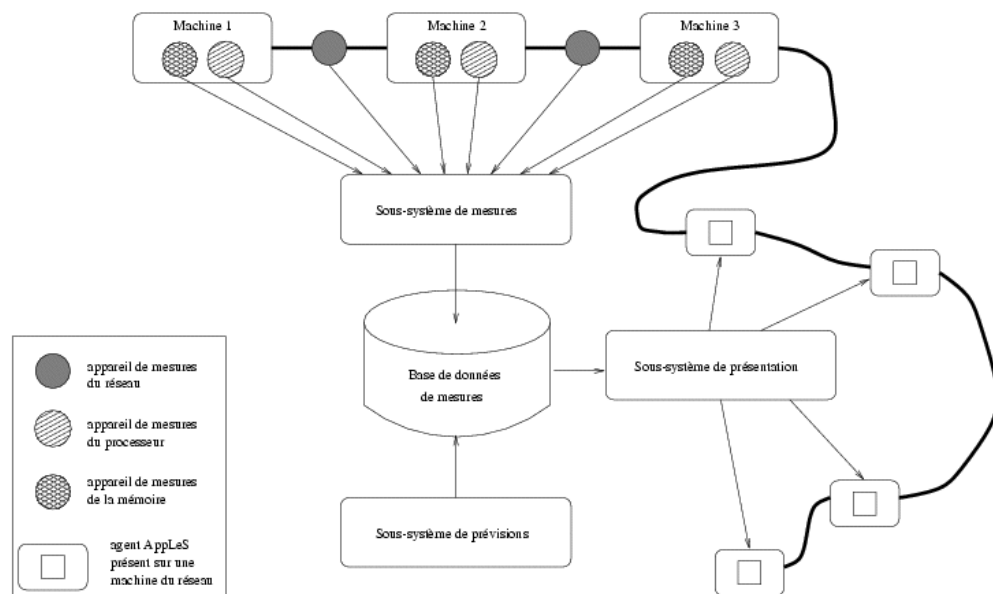 Machine 1
Machine 2
Machine 3
Sous-système de mesures
Base de données
de mesures
Sous-système de présentation
Sous-système de prévisions
appareil de mesures
du réseau
appareil de mesures
du processeur
appareil de mesures
de la mémoire
agent AppLeS
présent sur une
machine du réseau